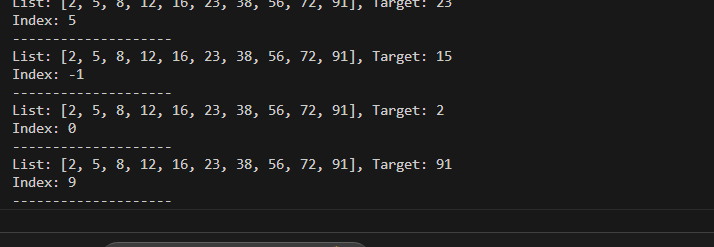 List: [2, 5, 8, 12, 16, 23, 38, 56, 72, 91], Target: 23
Index: 5
--------------------
List: [2, 5, 8, 12, 16, 23, 38, 56, 72, 91], Target: 15
Index: -1
--------------------
List: [2, 5, 8, 12, 16, 23, 38, 56, 72, 91], Target: 2
Index: 0
--------------------
List: [2, 5, 8, 12, 16, 23, 38, 56, 72, 91], Target: 91
Index: 9
--------------------